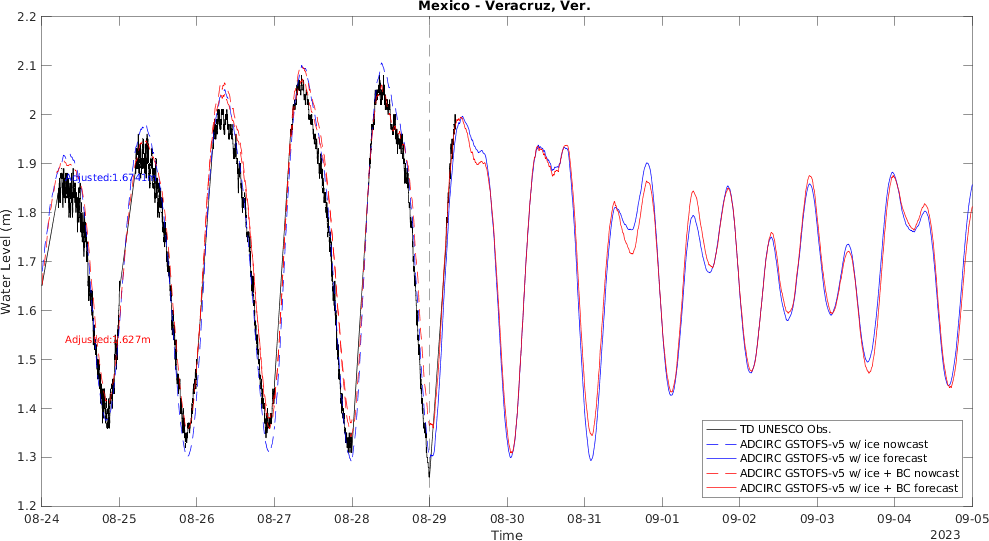 Mexico - Veracruz, Ver.
2.2
2.1
2
1.9
1.8
1.7
1.6
1.5
1.4
1.3
1.2
Water Level (m)
Adjusted:1.627m
TD UNESCO Obs.
ADCIRC GSTOFS-v5 w/ ice nowcast
ADCIRC GSTOFS-v5 w/ ice forecast
ADCIRC GSTOFS-v5 w/ ice + BC nowcast
ADCIRC GSTOFS-v5 w/ ice + BC forecast
08-24 08-25 08-26 08-27 08-28 08-29 08-30 08-31 09-01 09-02 09-03 09-04 09-05
Time
2023